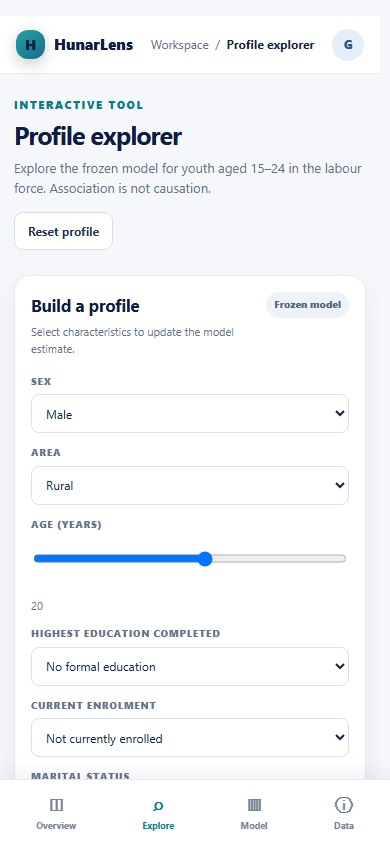 H HunarLens Workspace / Profile explorer G
INTERACTIVE TOOL
Profile explorer
Explore the frozen model for youth aged 15–24 in the labour
force. Association is not causation.
Reset profile
Build a profile
Frozen model
Select characteristics to update the model
estimate.
SEX
Male
AREA
Rural
AGE (YEARS)
20
HIGHEST EDUCATION COMPLETED
No formal education
CURRENT ENROLMENT
Not currently enrolled
MARITAL STATUS
Overview Explore Model Data